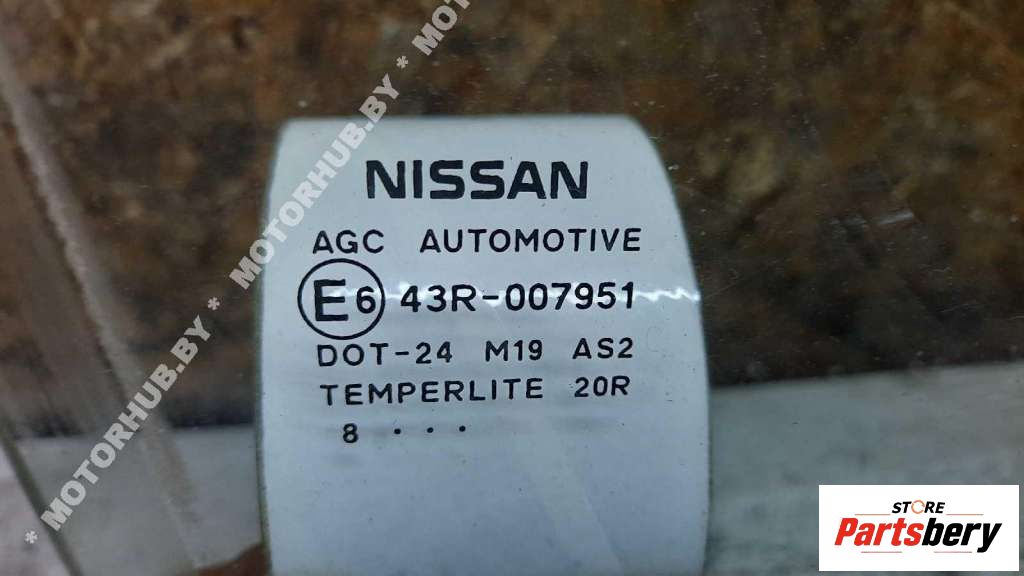 * MOTORHUB.BY * MOTORHUB.BY * MOTORHUB.BY * MOTOR
NISSAN
AGC AUTOMOTIVE
E6 43R-007951
DOT-24 M19 AS2
TEMPERLITE 20R
8 . . .
STORE
Partsbery